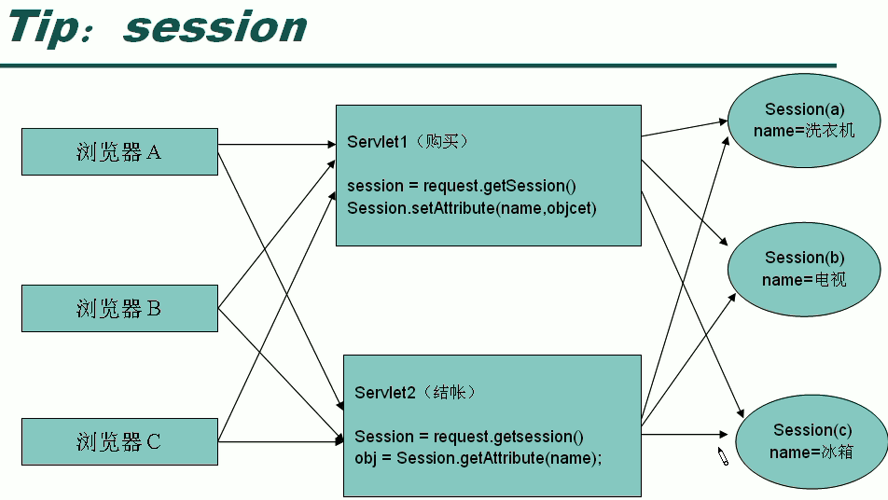 Tip：session
浏览器A
浏览器B
浏览器C
Servlet1（购买）
session = request.getSession()
Session.setAttribute(name,objcet)
Servlet2（结帐）
Session = request.getsession()
obj = Session.getAttribute(name);
Session(a)
name=洗衣机
Session(b)
name=电视
Session(c)
name=冰箱